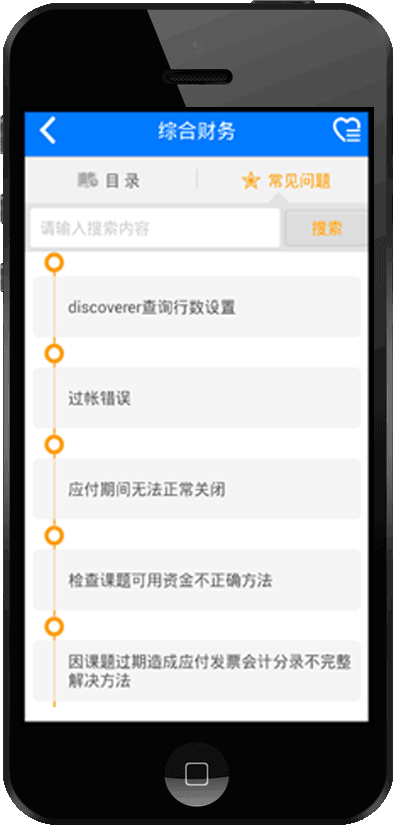 综合财务
目录
常见问题
请输入搜索内容
搜索
discoverer查询行数设置
过帐错误
应付期间无法正常关闭
检查课题可用资金不正确方法
因课题过期造成应付发票会计分录不完整
解决方法